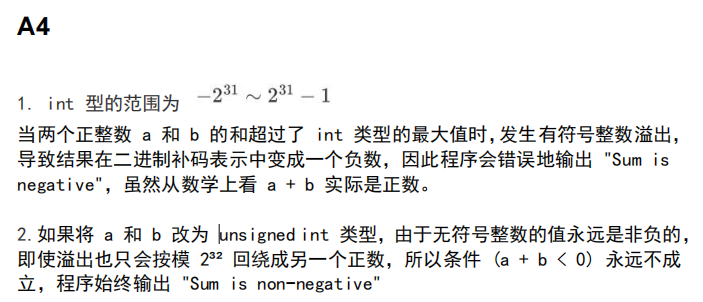 A4
1. int 型的范围为 −2³¹ ~ 2³¹ − 1
当两个正整数 a 和 b 的和超过了 int 类型的最大值时,发生有符号整数溢出,
导致结果在二进制补码表示中变成一个负数,因此程序会错误地输出 "Sum is
negative",虽然从数学上看 a + b 实际是正数。
2.如果将 a 和 b 改为 unsigned int 类型,由于无符号整数的值永远是非负的,
即使溢出也只会按模 2³² 回绕成另一个正数,所以条件 (a + b < 0) 永远不成
立,程序始终输出 "Sum is non-negative"